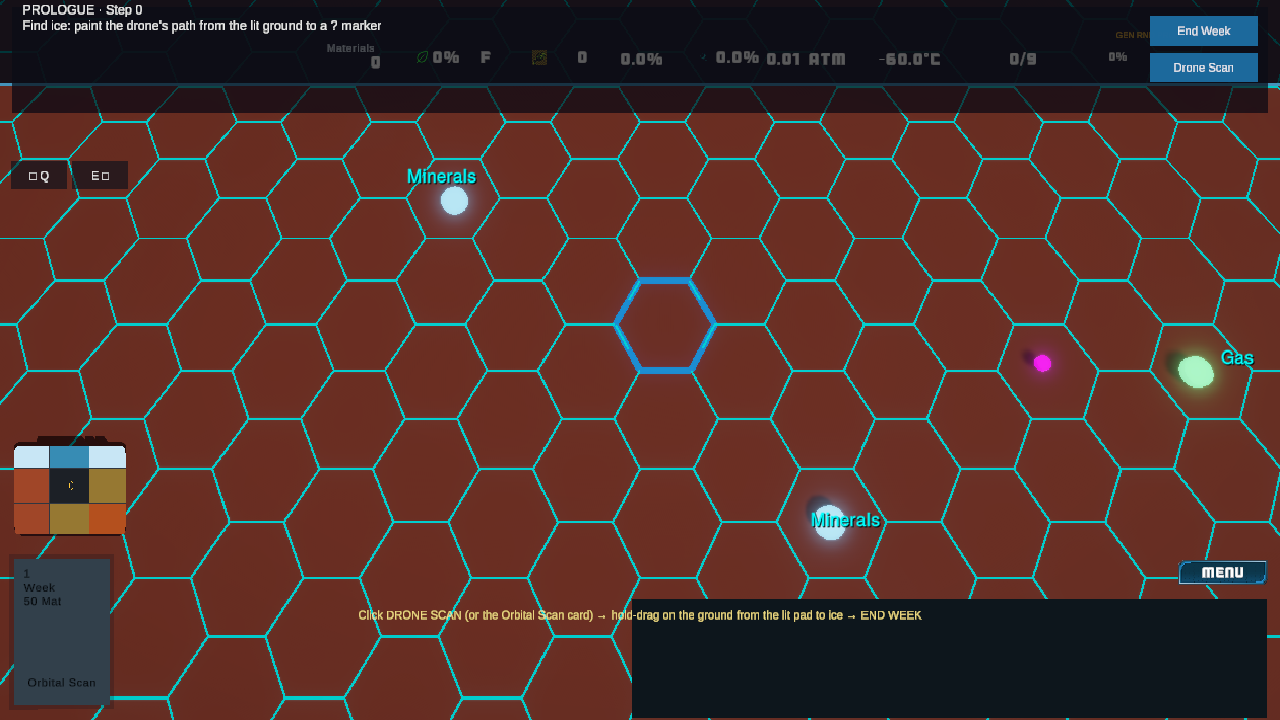 PROLOGUE · Step 0
Find ice: paint the drone's path from the lit ground to a ? marker
End Week
Drone Scan
Materials
0
0%
F
0
0.0%
0.0%
0.01 ATM
-60.0°C
0/9
0%
Q
E
Minerals
Gas
Minerals
MENU
1
Week
50 Mat
Orbital Scan
Click DRONE SCAN (or the Orbital Scan card) → hold-drag on the ground from the lit pad to ice → END WEEK